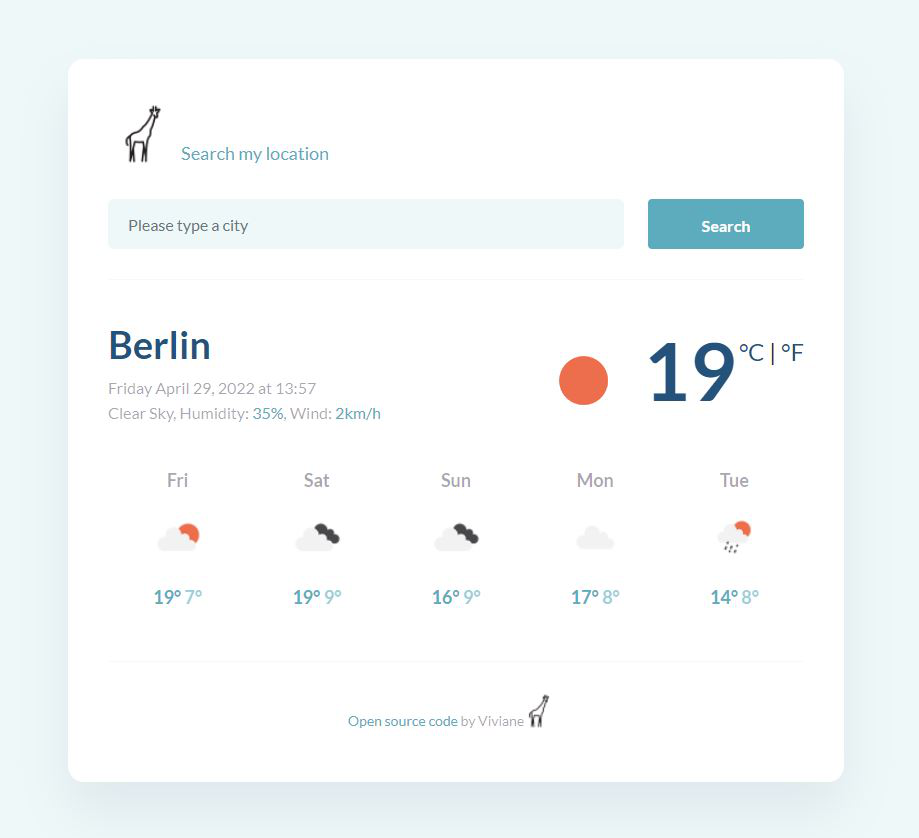 Search my location
Please type a city
Search
Berlin
19 °C | °F
Friday April 29, 2022 at 13:57
Clear Sky, Humidity: 35%, Wind: 2km/h
Fri Sat Sun Mon Tue
19° 7° 19° 9° 16° 9° 17° 8° 14° 8°
Open source code by Viviane